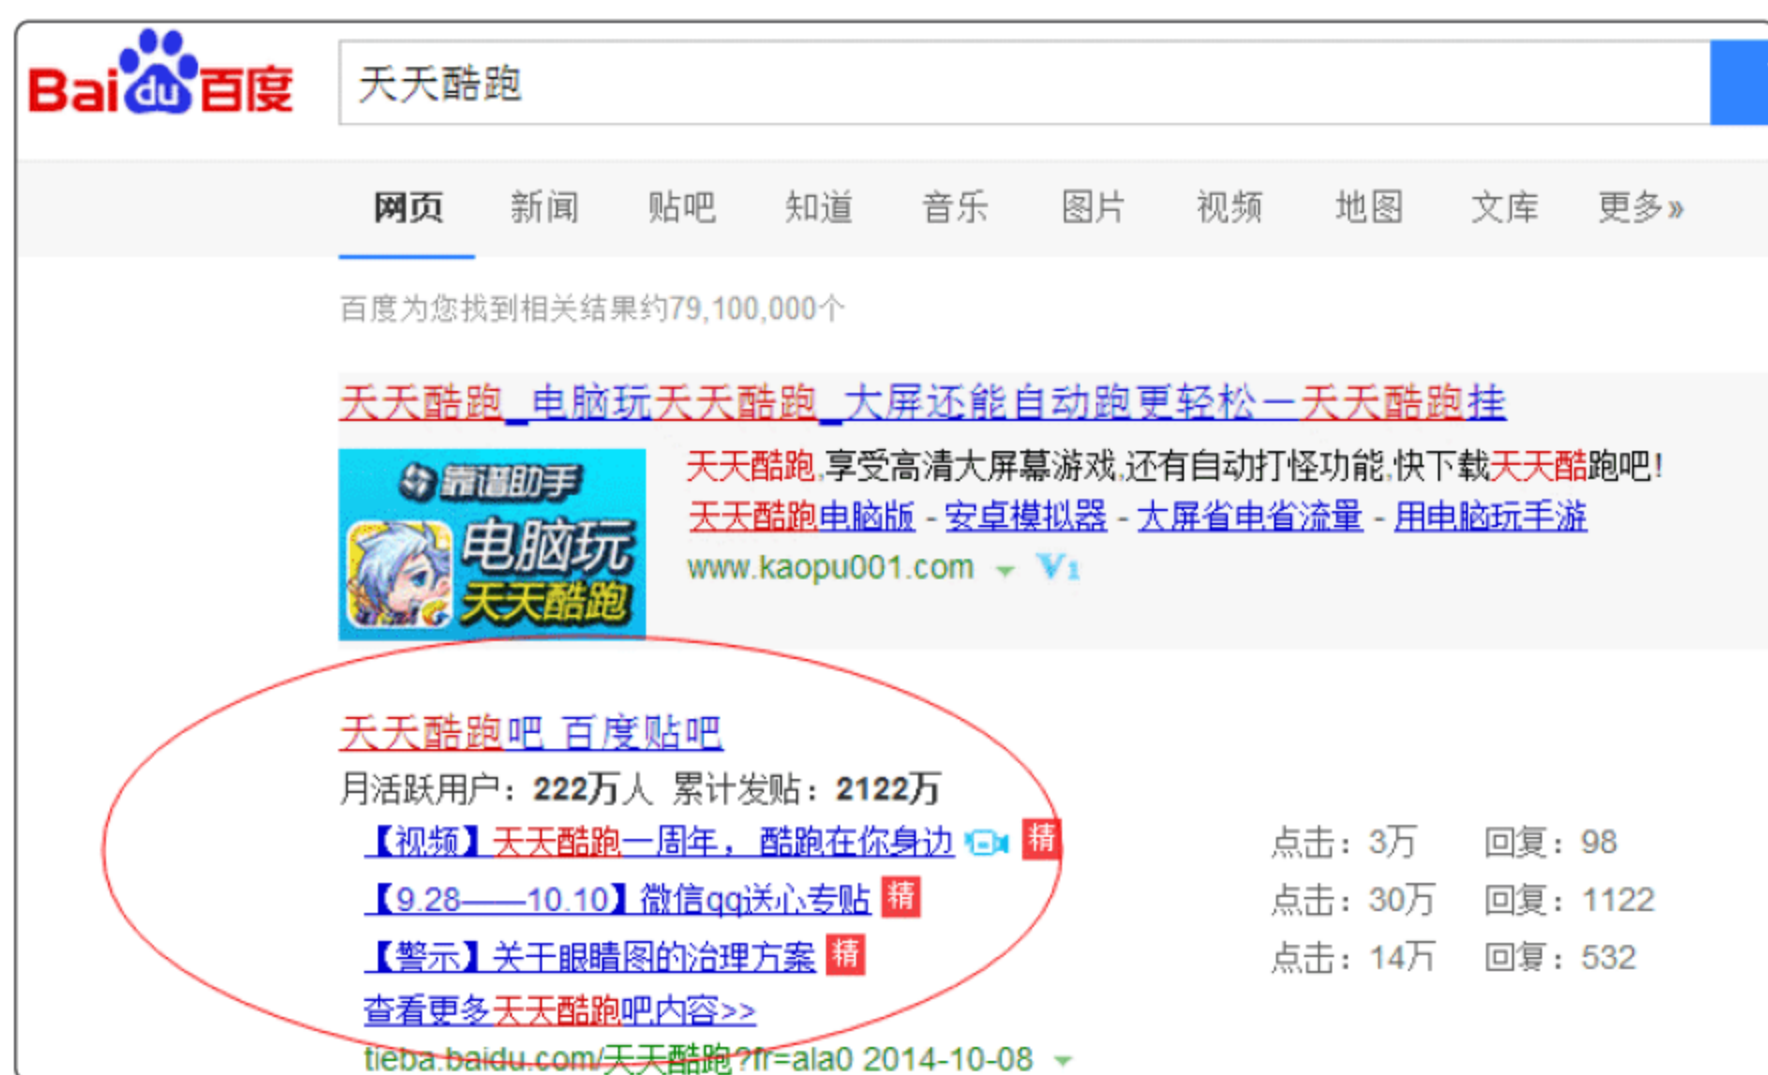 Baidu百度
天天酷跑
网页 新闻 贴吧 知道 音乐 图片 视频 地图 文库 更多»
百度为您找到相关结果约79,100,000个
天天酷跑_电脑玩天天酷跑_大屏还能自动跑更轻松—天天酷跑挂
靠谱助手
电脑玩
天天酷跑
天天酷跑,享受高清大屏幕游戏,还有自动打怪功能,快下载天天酷跑吧!
天天酷跑电脑版 - 安卓模拟器 - 大屏省电省流量 - 用电脑玩手游
www.kaopu001.com V1
天天酷跑吧_百度贴吧
月活跃用户：222万人 累计发贴：2122万
【视频】天天酷跑一周年，酷跑在你身边 精 点击：3万 回复：98
【9.28——10.10】微信qq送心专贴 精 点击：30万 回复：1122
【警示】关于眼睛图的治理方案 精 点击：14万 回复：532
查看更多天天酷跑吧内容>>
tieba.baidu.com/天天酷跑?fr=ala0 2014-10-08